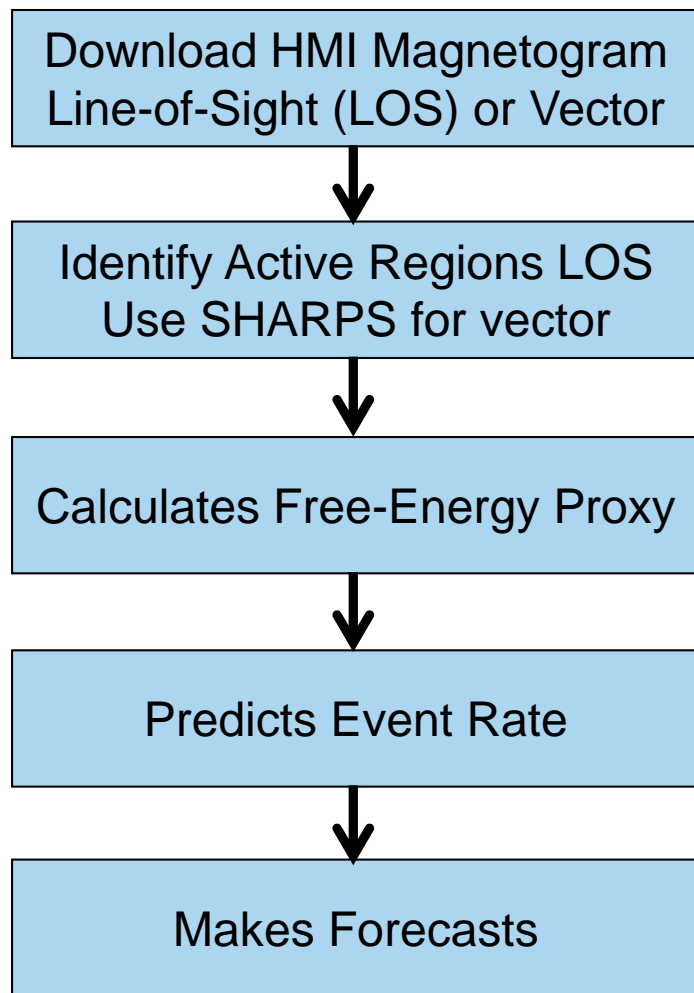 Download HMI Magnetogram
Line-of-Sight (LOS) or Vector
Identify Active Regions LOS
Use SHARPS for vector
Calculates Free-Energy Proxy
Predicts Event Rate
Makes Forecasts